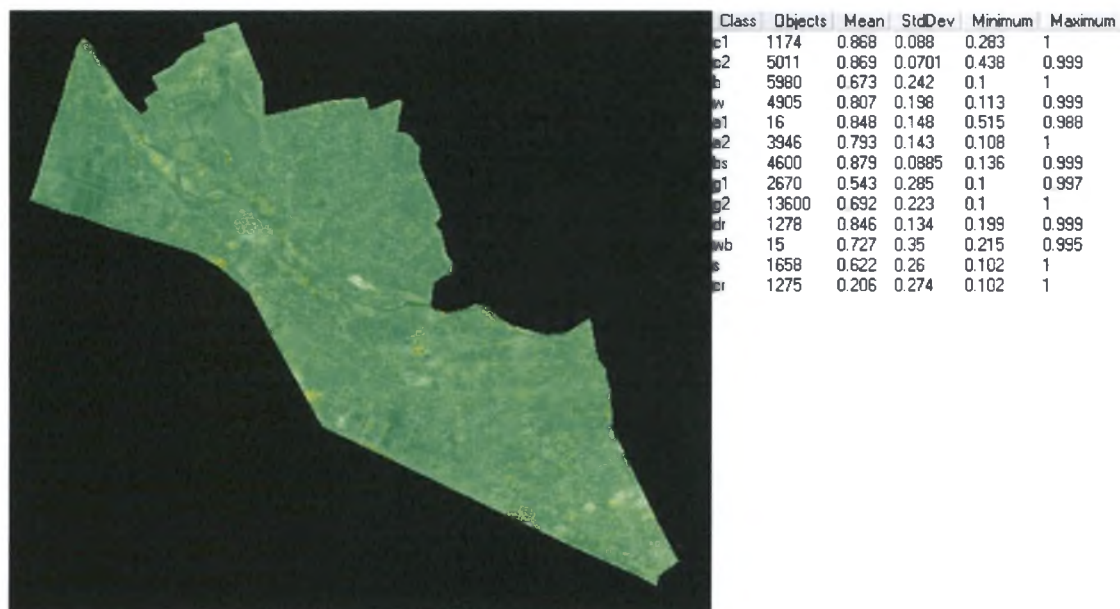 Class Objects Mean StdDev Minimum Maximum
c1 1174 0.868 0.088 0.283 1
c2 5011 0.869 0.0701 0.438 0.999
b 5980 0.673 0.242 0.1 1
w 4905 0.807 0.198 0.113 0.999
a1 16 0.848 0.148 0.515 0.988
a2 3946 0.793 0.143 0.108 1
bs 4600 0.879 0.0885 0.136 0.999
g1 2670 0.543 0.285 0.1 0.997
g2 13600 0.692 0.223 0.1 1
dr 1278 0.846 0.134 0.199 0.999
wb 15 0.727 0.35 0.215 0.995
s 1658 0.622 0.26 0.102 1
cr 1275 0.206 0.274 0.102 1